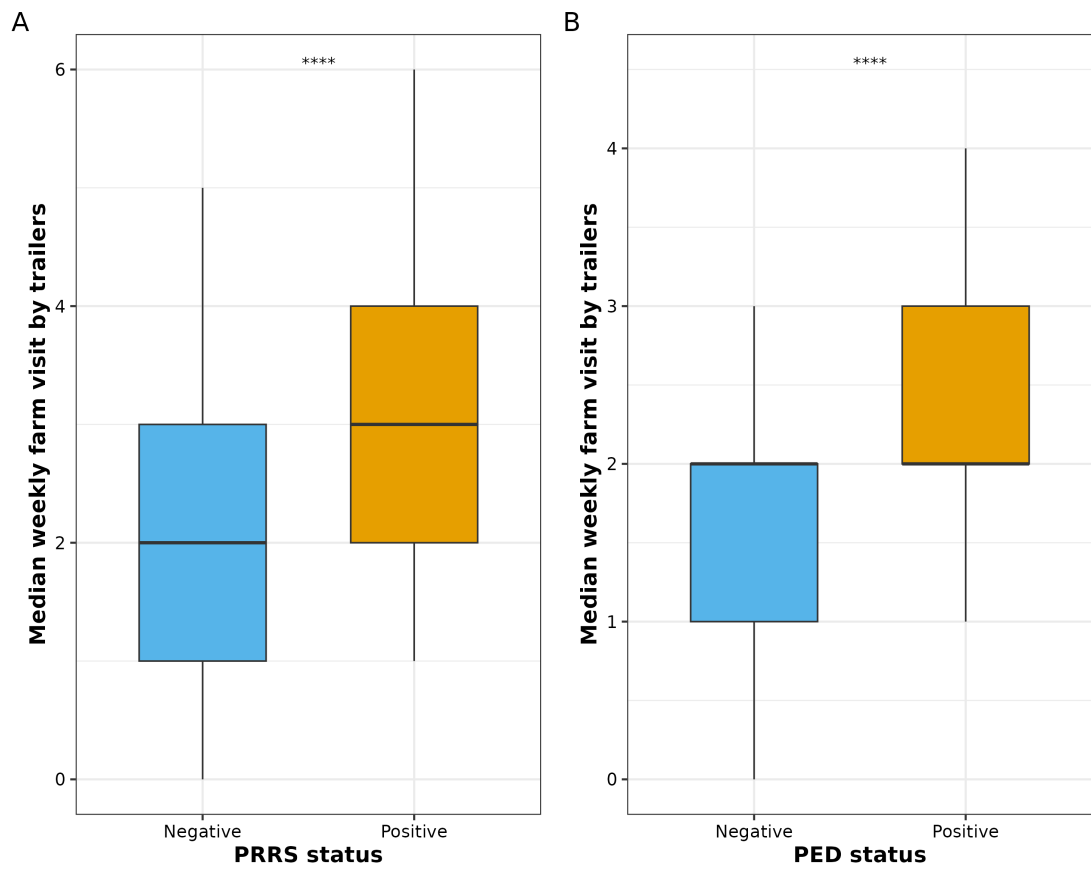 A
Median weekly farm visit by trailers
6
4
2
0
****
Negative
Positive
PRRS status
B
Median weekly farm visit by trailers
4
3
2
1
0
****
Negative
Positive
PED status